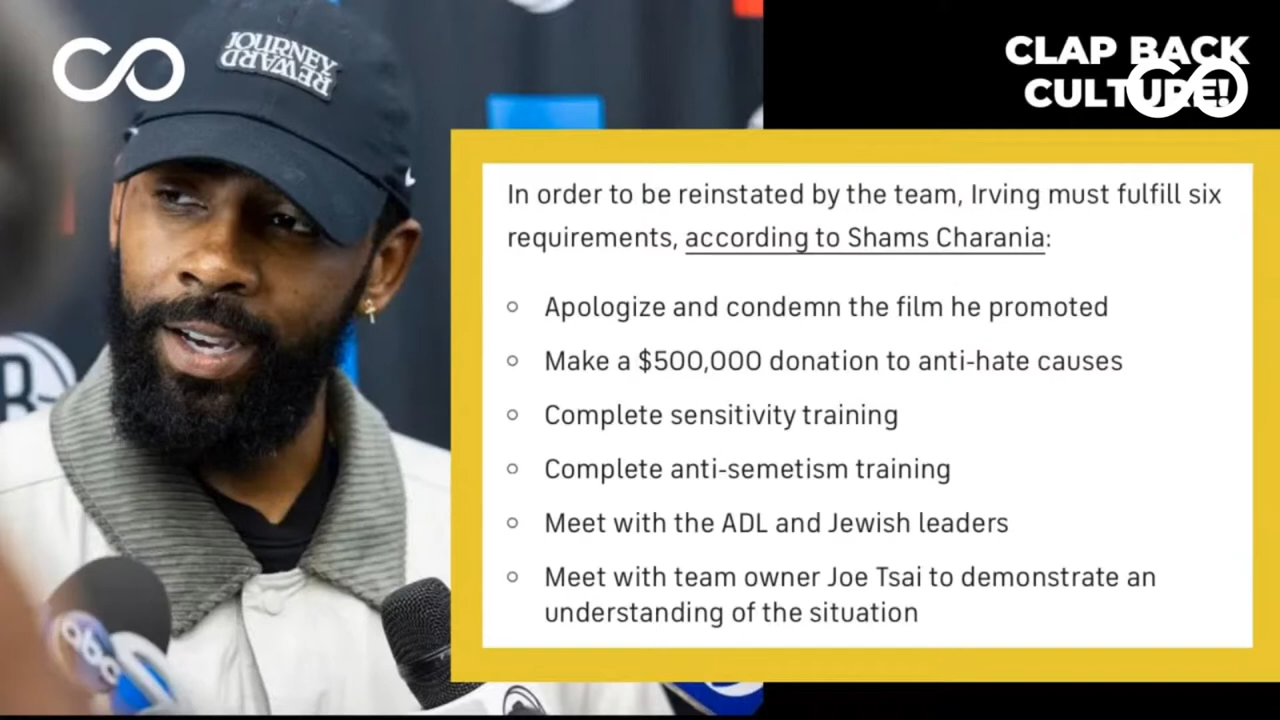 CLAP BACK
CULTURE!
JOURNEY
REWARD
In order to be reinstated by the team, Irving must fulfill six
requirements, according to Shams Charania:
Apologize and condemn the film he promoted
Make a $500,000 donation to anti-hate causes
Complete sensitivity training
Complete anti-semetism training
Meet with the ADL and Jewish leaders
Meet with team owner Joe Tsai to demonstrate an
understanding of the situation
B